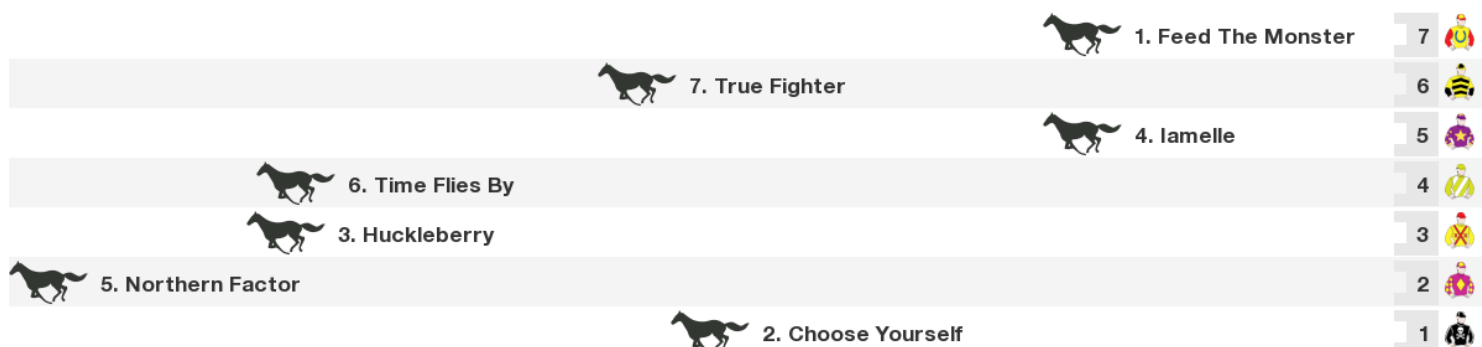 1. Feed The Monster 7
7. True Fighter 6
4. Iamelle 5
6. Time Flies By 4
3. Huckleberry 3
5. Northern Factor 2
2. Choose Yourself 1